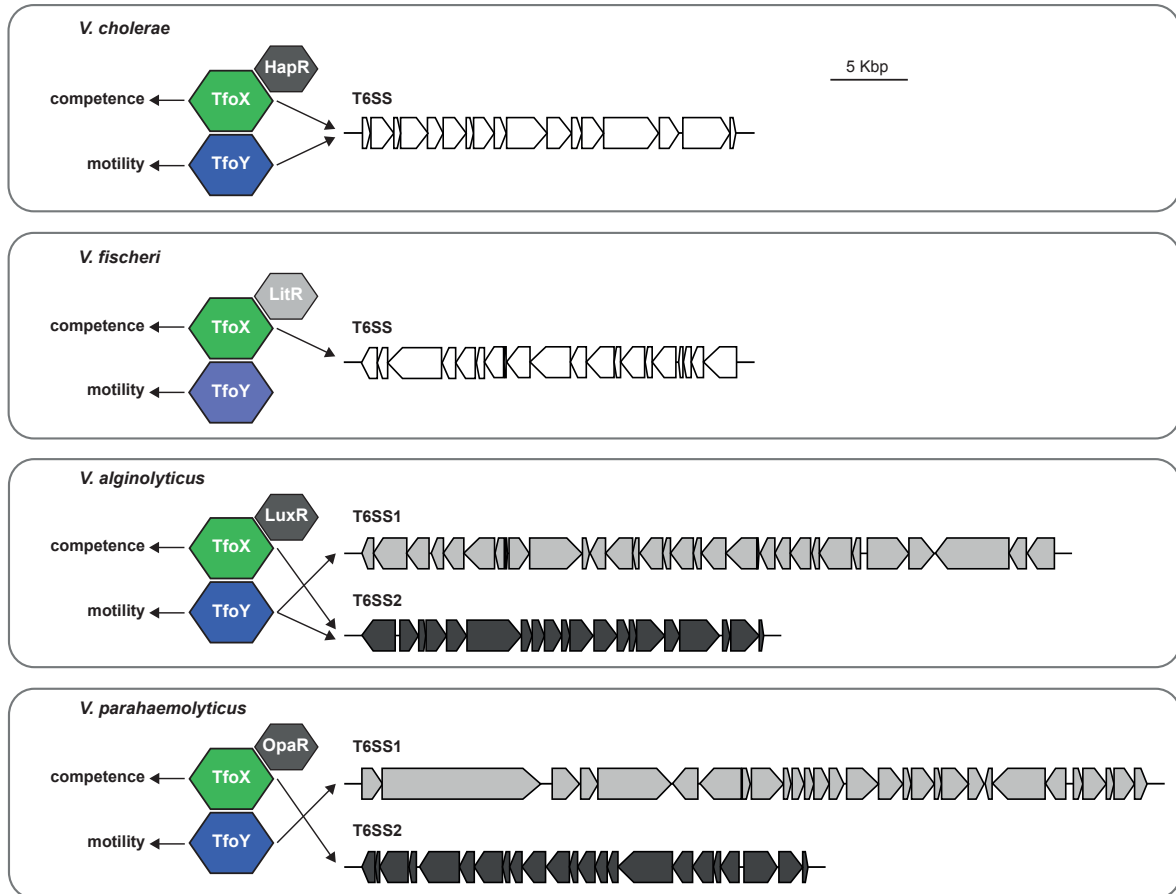 V. cholerae
HapR
5 Kbp
competence
TfoX
T6SS
motility
TfoY
V. fischeri
LitR
competence
TfoX
T6SS
motility
TfoY
V. alginolyticus
LuxR
T6SS1
competence
TfoX
motility
TfoY
T6SS2
V. parahaemolyticus
OpaR
T6SS1
competence
TfoX
T6SS2
motility
TfoY